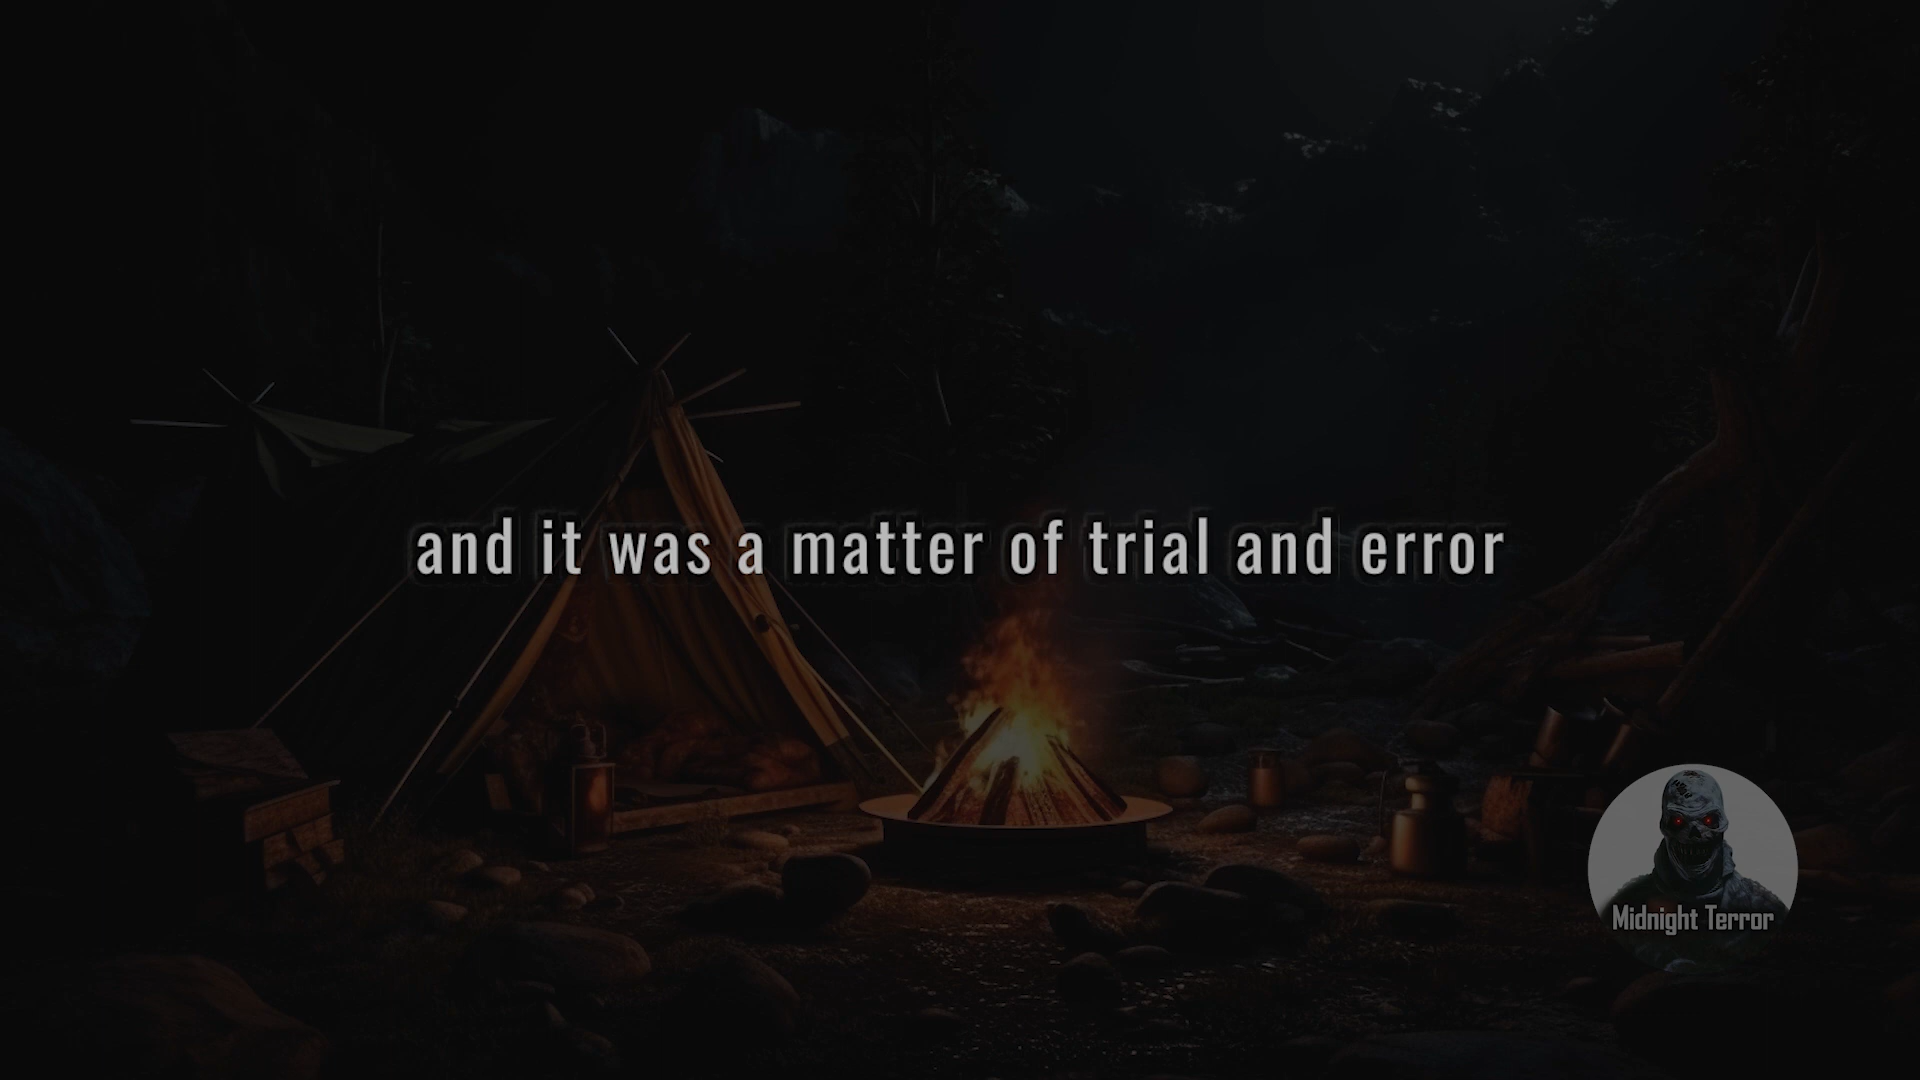 and it was a matter of trial and error
Midnight Terror